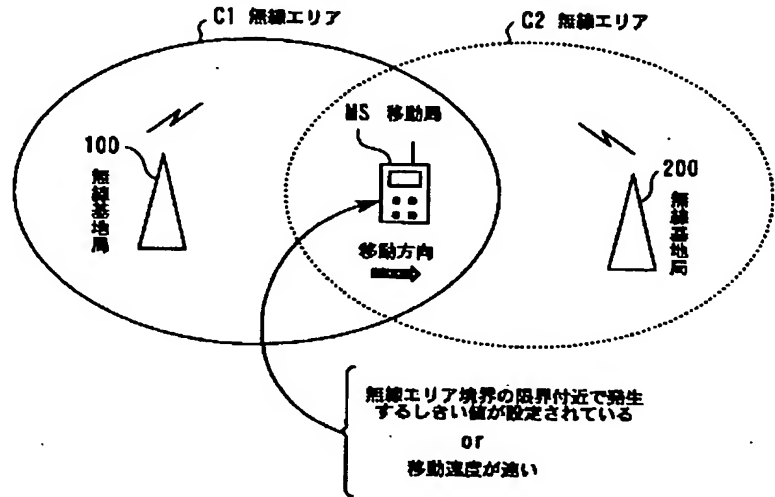 C1 無線エリア
C2 無線エリア
MS 移動局
100
無線基地局
200
無線基地局
移動方向
無線エリア境界の限界付近で発生
するしきい値が設定されている
or
移動速度が速い